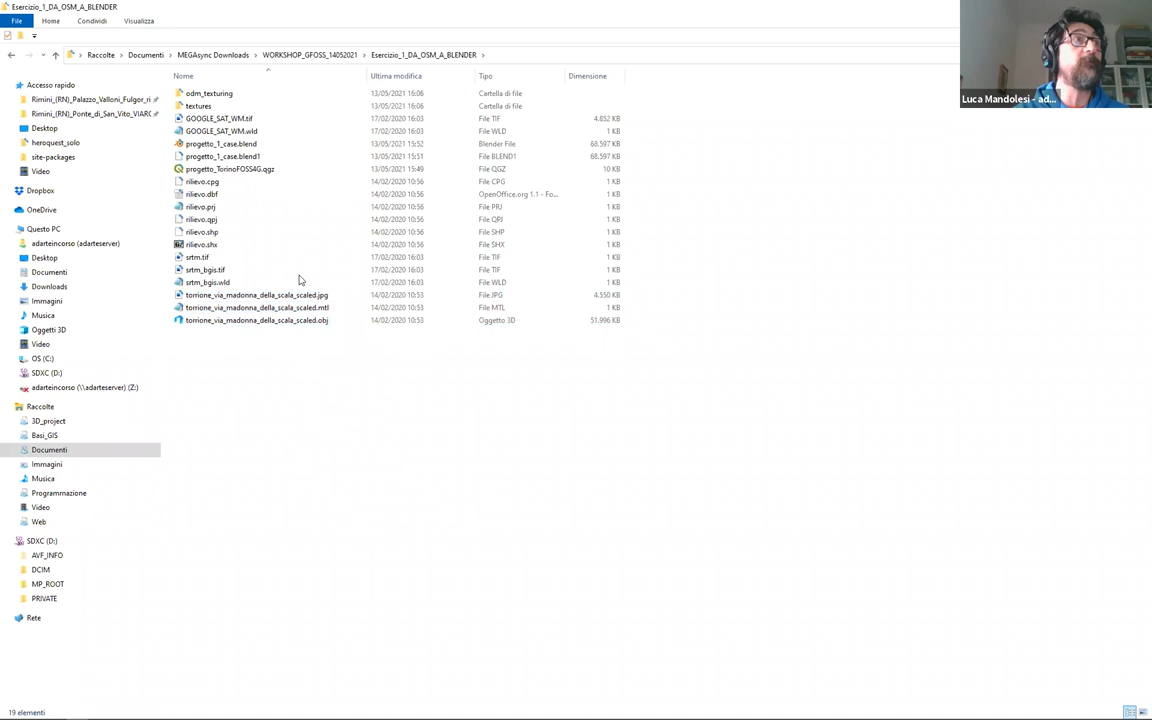 Esercizio_1_DA_OSM_A_BLENDER
File Home Condividi Visualizza
Raccolte Documenti MEGAsync Downloads WORKSHOP_GFOSS_14052021 Esercizio_1_DA_OSM_A_BLENDER
Luca Mandolesi - ad...
Nome Ultima modifica Tipo Dimensione
Accesso rapido
Rimini_(RN)_Palazzo_Valloni_Fulgor_ri
Rimini_(RN)_Ponte_di_San_Vito_VIARC
Desktop
heroquest_solo
site-packages
Video
Dropbox
OneDrive
Questo PC
adarteincorso (adarteserver)
Desktop
Documenti
Downloads
Immagini
Musica
Oggetti 3D
Video
OS (C:)
SDXC (D:)
adarteincorso (\\adarteserver) (Z:)
Raccolte
3D_project
Basi_GIS
Documenti
Immagini
Musica
Programmazione
Video
Web
SDXC (D:)
AVF_INFO
DCIM
MP_ROOT
PRIVATE
Rete
odm_texturing 13/05/2021 16:06 Cartella di file
textures 13/05/2021 16:06 Cartella di file
GOOGLE_SAT_WM.tif 17/02/2020 16:03 File TIF 4.852 KB
GOOGLE_SAT_WM.wld 17/02/2020 16:03 File WLD 1 KB
progetto_1_case.blend 13/05/2021 15:52 Blender File 68.597 KB
progetto_1_case.blend1 13/05/2021 15:51 File BLEND1 68.597 KB
progetto_TorinoFOSS4G.qgz 13/05/2021 15:49 File QGZ 10 KB
rilievo.cpg 14/02/2020 10:56 File CPG 1 KB
rilievo.dbf 14/02/2020 10:56 OpenOffice.org 1.1 - Fo... 1 KB
rilievo.prj 14/02/2020 10:56 File PRJ 1 KB
rilievo.qpj 14/02/2020 10:56 File QPJ 1 KB
rilievo.shp 14/02/2020 10:56 File SHP 1 KB
rilievo.shx 14/02/2020 10:56 File SHX 1 KB
srtm.tif 17/02/2020 16:03 File TIF 1 KB
srtm_bgis.tif 17/02/2020 16:03 File TIF 1 KB
srtm_bgis.wld 17/02/2020 16:03 File WLD 1 KB
torrione_via_madonna_della_scala_scaled.jpg 14/02/2020 10:53 File JPG 4.550 KB
torrione_via_madonna_della_scala_scaled.mtl 14/02/2020 10:53 File MTL 1 KB
torrione_via_madonna_della_scala_scaled.obj 14/02/2020 10:53 Oggetto 3D 51.996 KB
19 elementi